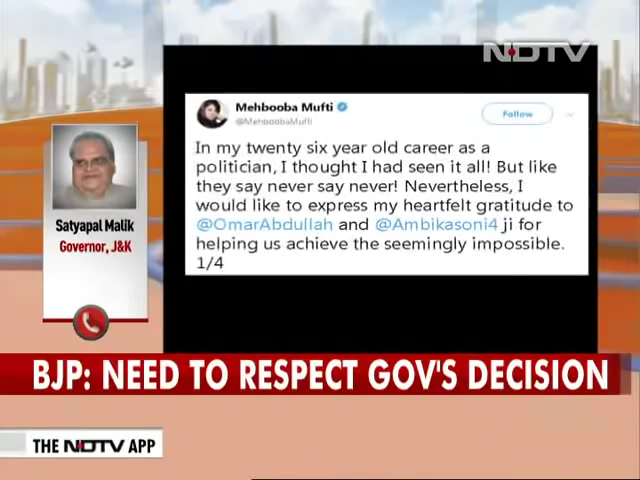 NDTV
Mehbooba Mufti
@MehboobaMufti
Follow
In my twenty six year old career as a
politician, I thought I had seen it all! But like
they say never say never! Nevertheless, I
would like to express my heartfelt gratitude to
@OmarAbdullah and @Ambikasoni4 ji for
helping us achieve the seemingly impossible.
1/4
Satyapal Malik
Governor, J&K
BJP: NEED TO RESPECT GOV'S DECISION
THE NDTV APP